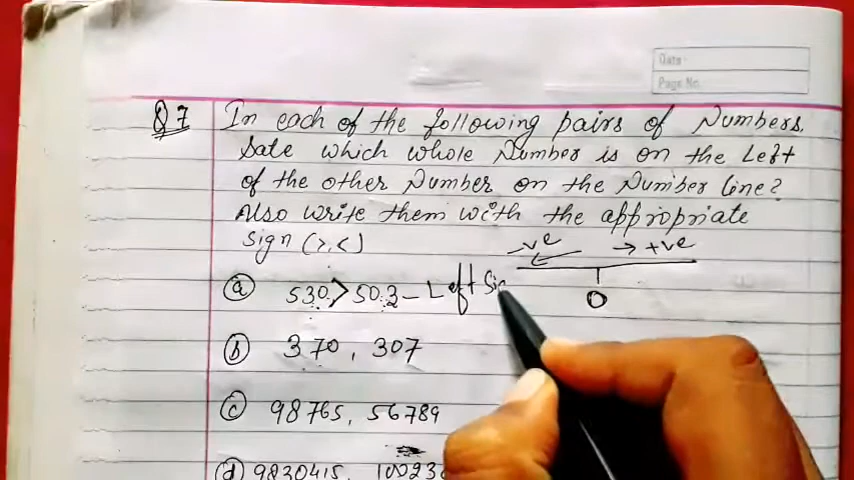 Date
Page No.
Q 7 In each of the following pairs of Numbers.
Sate which whole Number is on the Left
of the other Number on the Number line?
Also write them with the appropriate
Sign (>, <)
-ve → +ve
0
(a) 530 > 503 - Left Si
(b) 370, 307
(c) 98765, 56789
(d) 9830415, 100238